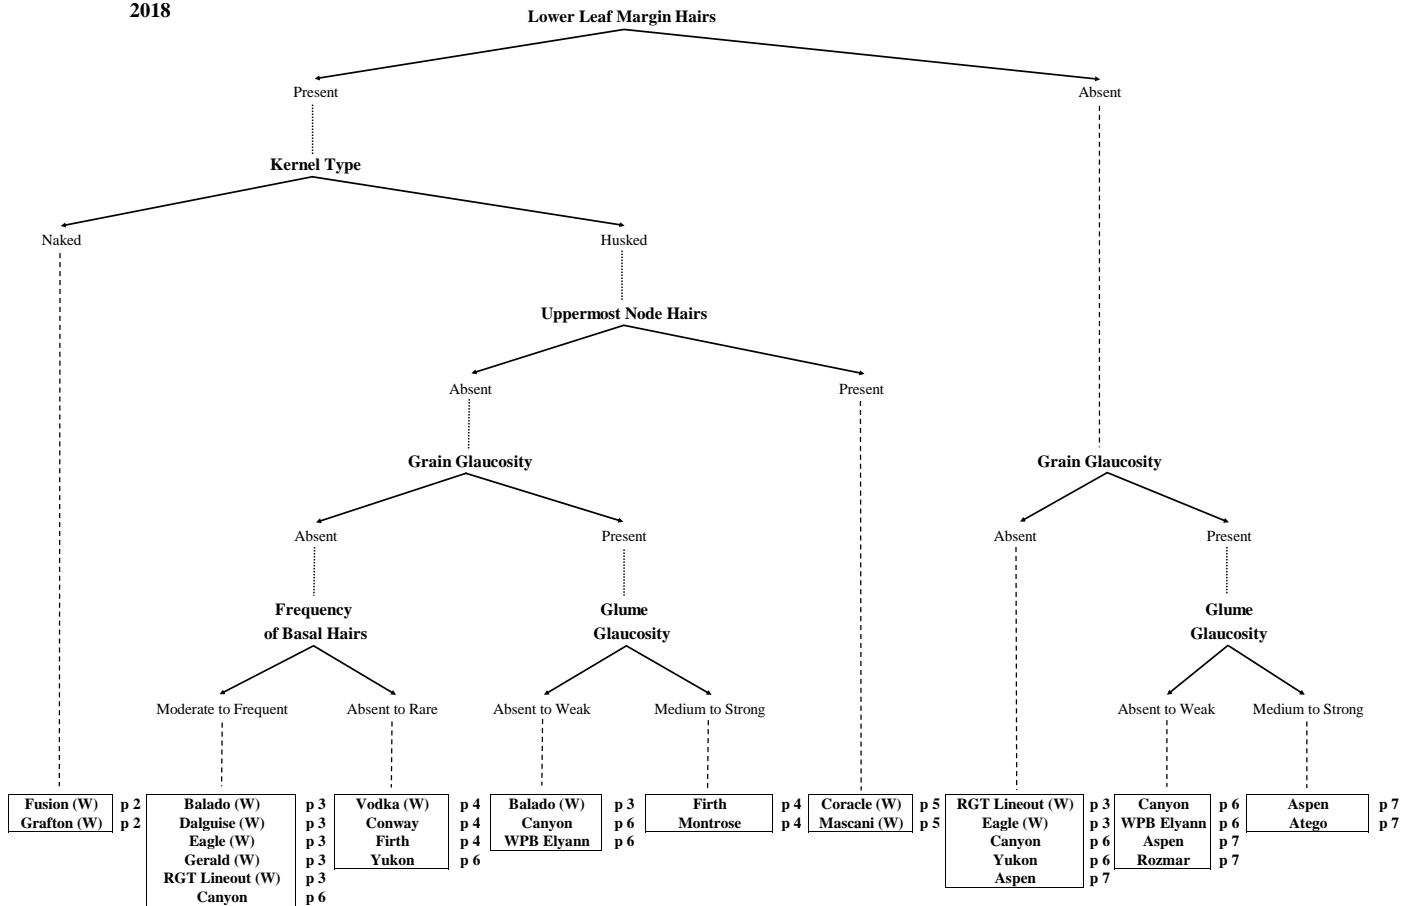 2018
Lower Leaf Margin Hairs
Present
Absent
Kernel Type
Naked
Husked
Uppermost Node Hairs
Absent
Present
Grain Glaucosity
Grain Glaucosity
Absent
Present
Absent
Present
Frequency
of Basal Hairs
Glume
Glaucosity
Glume
Glaucosity
Moderate to Frequent
Absent to Rare
Absent to Weak
Medium to Strong
Absent to Weak
Medium to Strong
Fusion (W) p 2
Grafton (W) p 2
Balado (W) p 3
Dalguise (W) p 3
Eagle (W) p 3
Gerald (W) p 3
RGT Lineout (W) p 3
Canyon p 6
Vodka (W) p 4
Conway p 4
Firth p 4
Yukon p 6
Balado (W) p 3
Canyon p 6
WPB Elyann p 6
Firth p 4
Montrose p 4
Coracle (W) p 5
Mascani (W) p 5
RGT Lineout (W) p 3
Eagle (W) p 3
Canyon p 6
Yukon p 6
Aspen p 7
Canyon p 6
WPB Elyann p 6
Aspen p 7
Rozmar p 7
Aspen p 7
Atego p 7